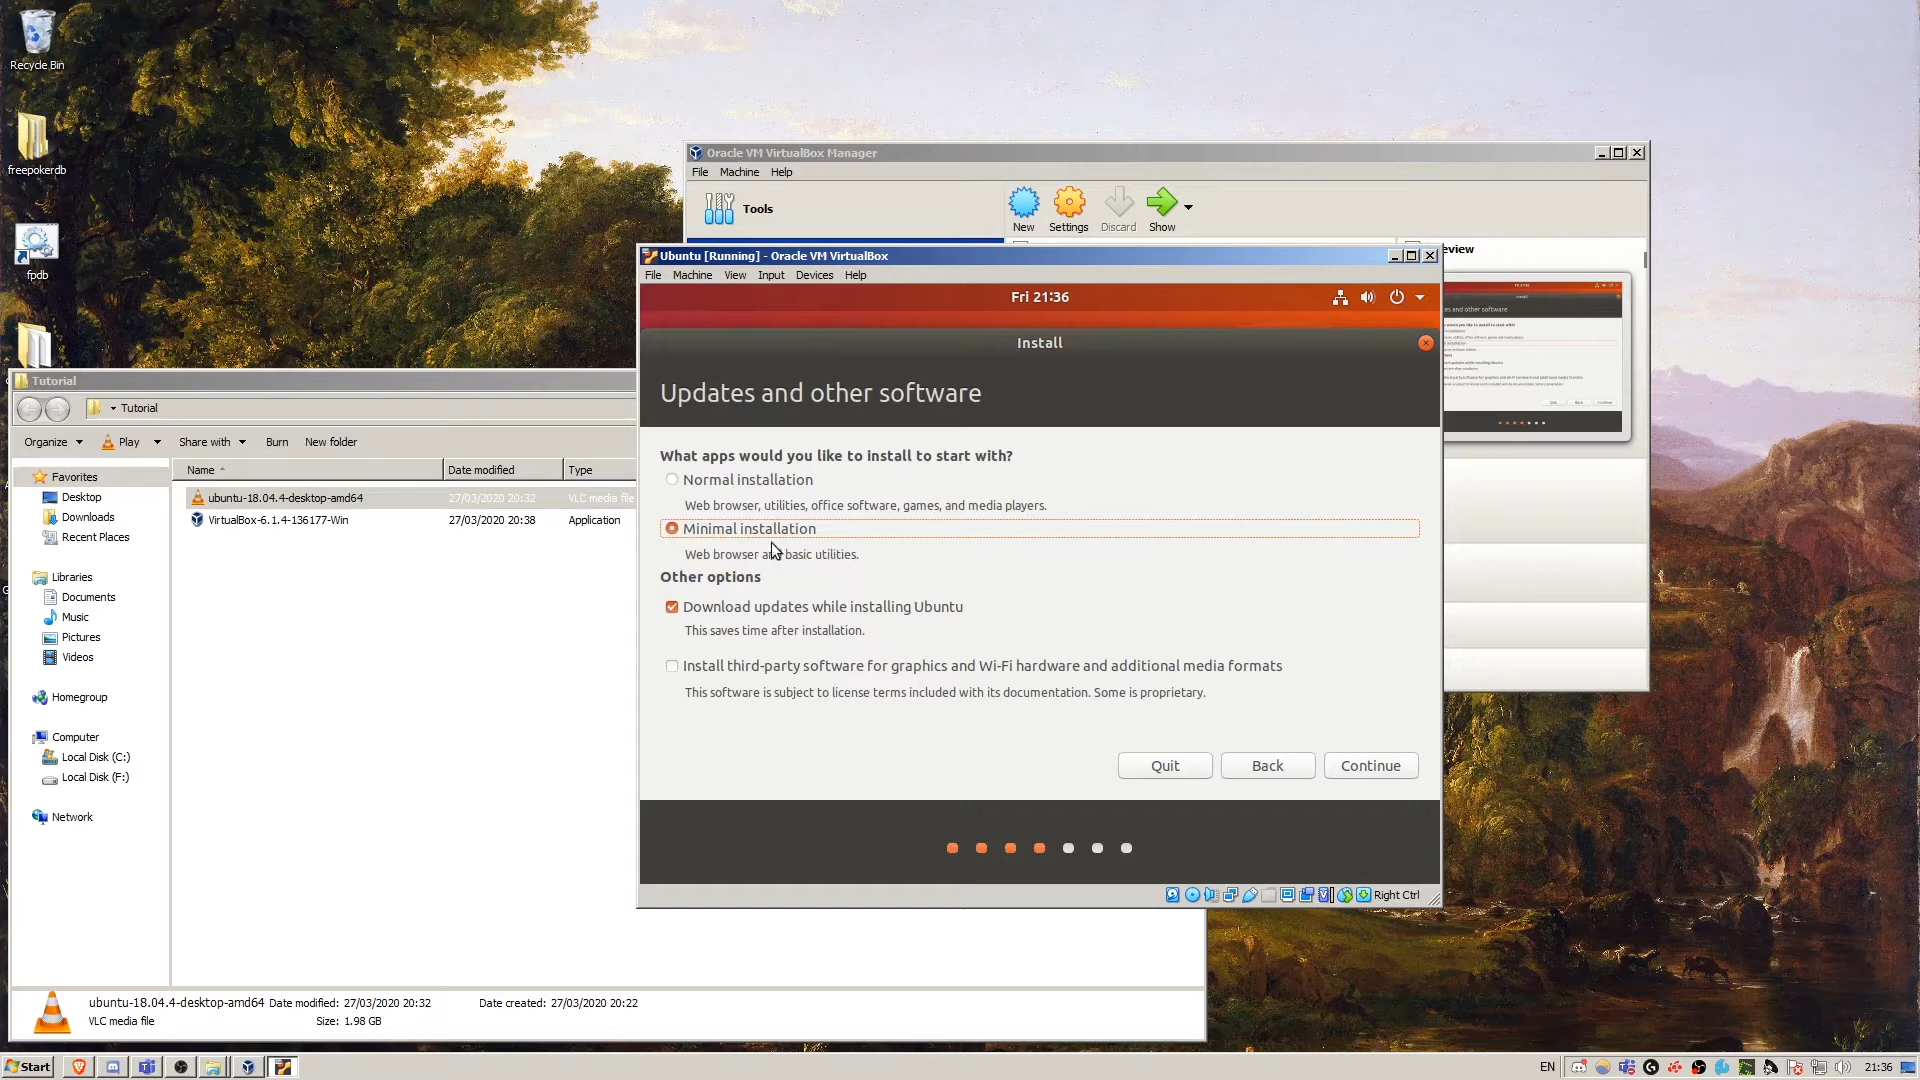 Recycle Bin
freepokerdb
fpdb
Oracle VM VirtualBox Manager
File Machine Help
Tools
New Settings Discard Show
eview
Ubuntu [Running] - Oracle VM VirtualBox
File Machine View Input Devices Help
Fri 21:36
Install
Updates and other software
What apps would you like to install to start with?
Normal installation
Web browser, utilities, office software, games, and media players.
Minimal installation
Web browser and basic utilities.
Other options
Download updates while installing Ubuntu
This saves time after installation.
Install third-party software for graphics and Wi-Fi hardware and additional media formats
This software is subject to license terms included with its documentation. Some is proprietary.
Quit Back Continue
Right Ctrl
Tutorial
Tutorial
Organize Play Share with Burn New folder
Name Date modified Type
ubuntu-18.04.4-desktop-amd64 27/03/2020 20:32 VLC media file
VirtualBox-6.1.4-136177-Win 27/03/2020 20:38 Application
Favorites
Desktop
Downloads
Recent Places
Libraries
Documents
Music
Pictures
Videos
Homegroup
Computer
Local Disk (C:)
Local Disk (F:)
Network
ubuntu-18.04.4-desktop-amd64 Date modified: 27/03/2020 20:32 Date created: 27/03/2020 20:22
VLC media file Size: 1.98 GB
Start
EN 21:36